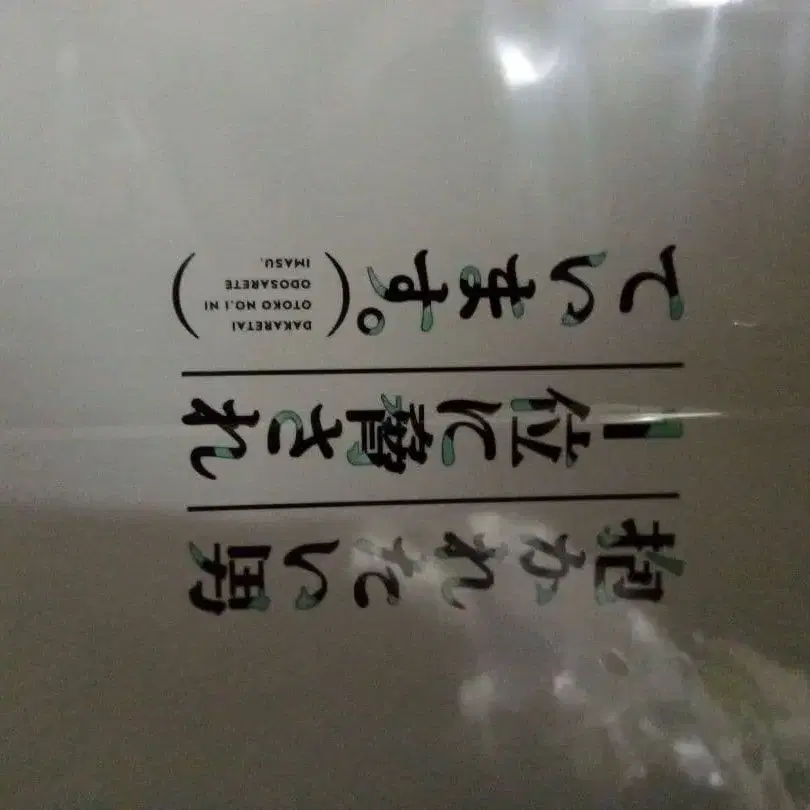 抱かれたい男
1位に脅され
ています。
(DAKARETAI
OTOKO NO.1 NI
ODOSARETE
IMASU.)